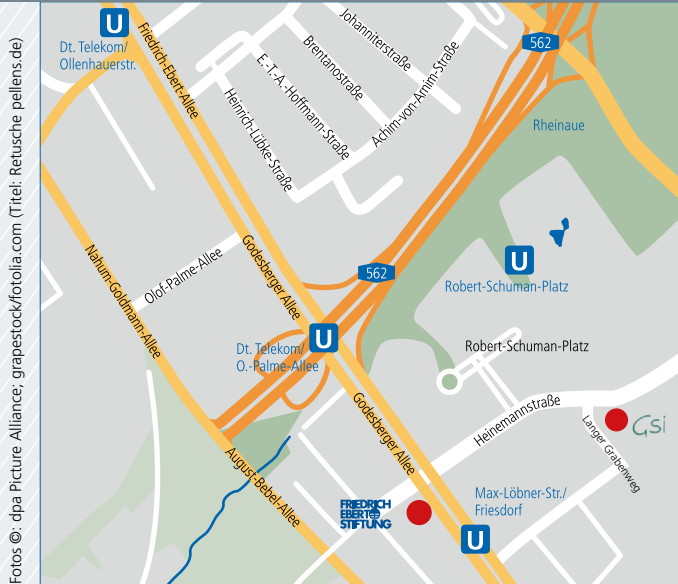 Fotos ©: dpa Picture Alliance; grapestock/fotolia.com (Titel: Retusche pellens.de)
U
Dt. Telekom/
Ollenhauerstr.
Friedrich-Ebert-Allee
Johanniterstraße
Brentanostraße
E.-T.-A.-Hoffmann-Straße
Heinrich-Lübke-Straße
Achim-von-Arnim-Straße
562
Rheinaue
Nahum-Goldmann-Allee
Olof-Palme-Allee
Godesberger Allee
562
U
Robert-Schuman-Platz
U
Dt. Telekom/
O.-Palme-Allee
Robert-Schuman-Platz
Godesberger Allee
Heinemannstraße
Langer Grabenweg
Gsi
August-Bebel-Allee
FRIEDRICH
EBERT
STIFTUNG
Max-Löbner-Str./
Friesdorf
U